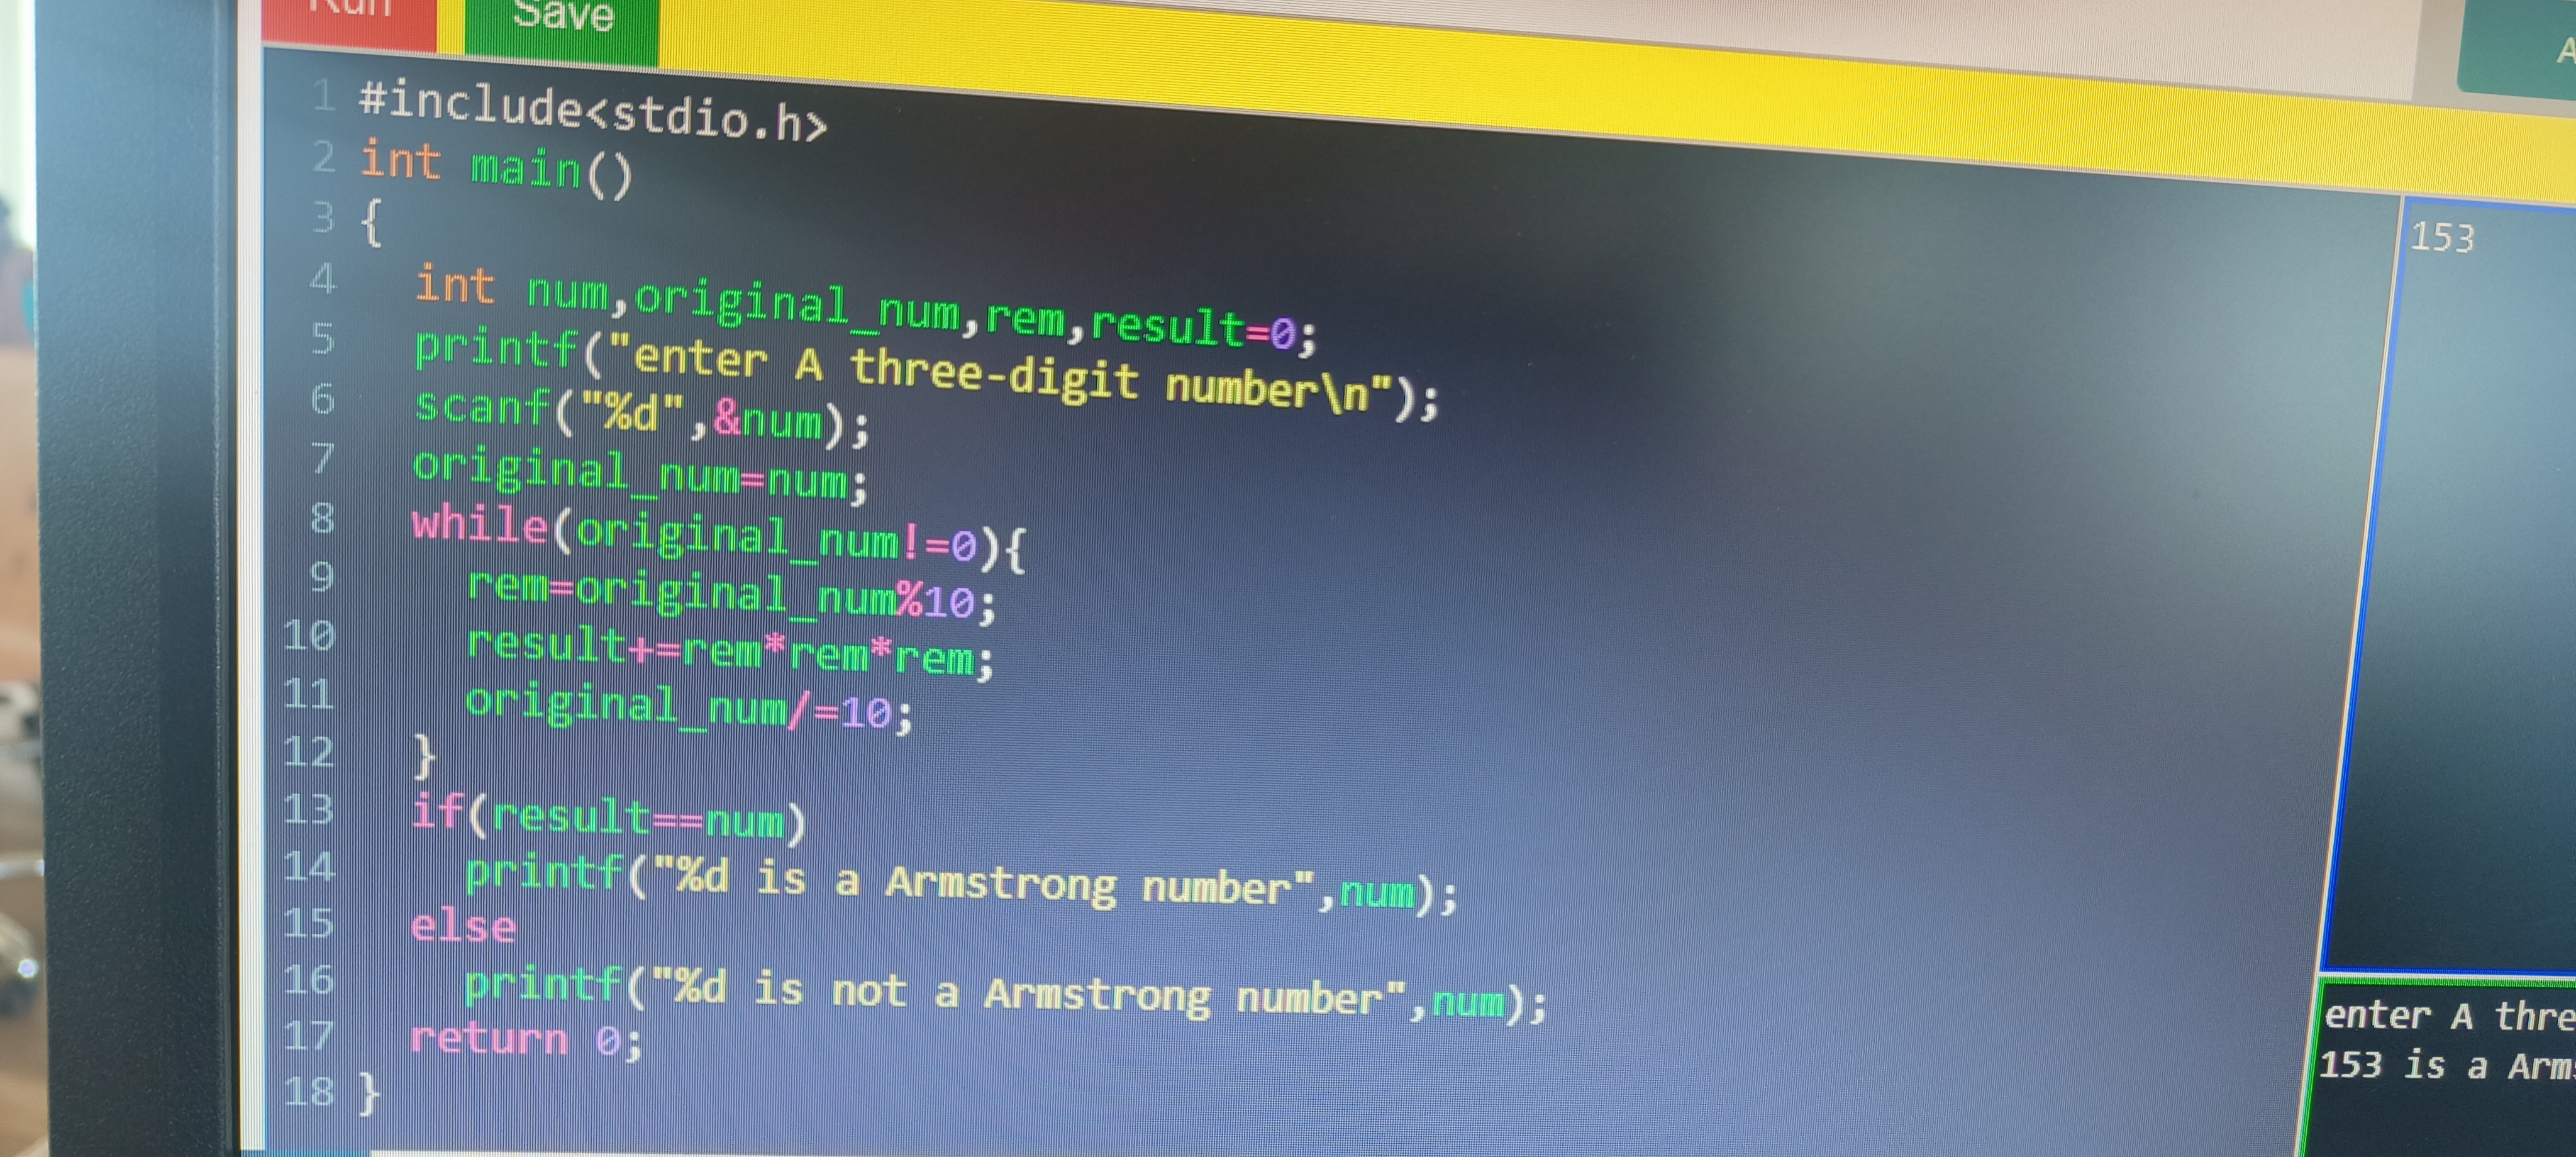 Run Save
1 #include<stdio.h>
2 int main()
3 {
4 int num,original_num,rem,result=0;
5 printf("enter A three-digit number\n");
6 scanf("%d",&num);
7 original_num=num;
8 while(original_num!=0){
9 rem=original_num%10;
10 result+=rem*rem*rem;
11 original_num/=10;
12 }
13 if(result==num)
14 printf("%d is a Armstrong number",num);
15 else
16 printf("%d is not a Armstrong number",num);
17 return 0;
18 }
153
enter A thre
153 is a Arm